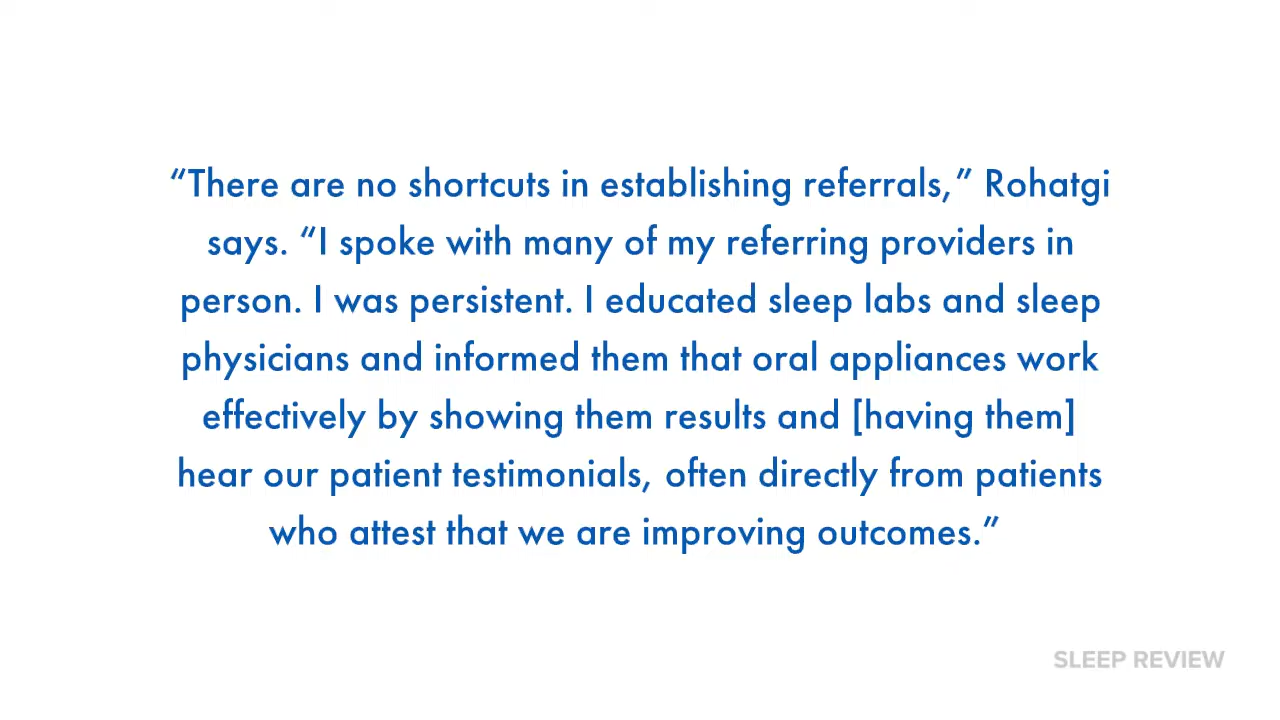 “There are no shortcuts in establishing referrals,” Rohatgi
says. “I spoke with many of my referring providers in
person. I was persistent. I educated sleep labs and sleep
physicians and informed them that oral appliances work
effectively by showing them results and [having them]
hear our patient testimonials, often directly from patients
who attest that we are improving outcomes.”
SLEEP REVIEW